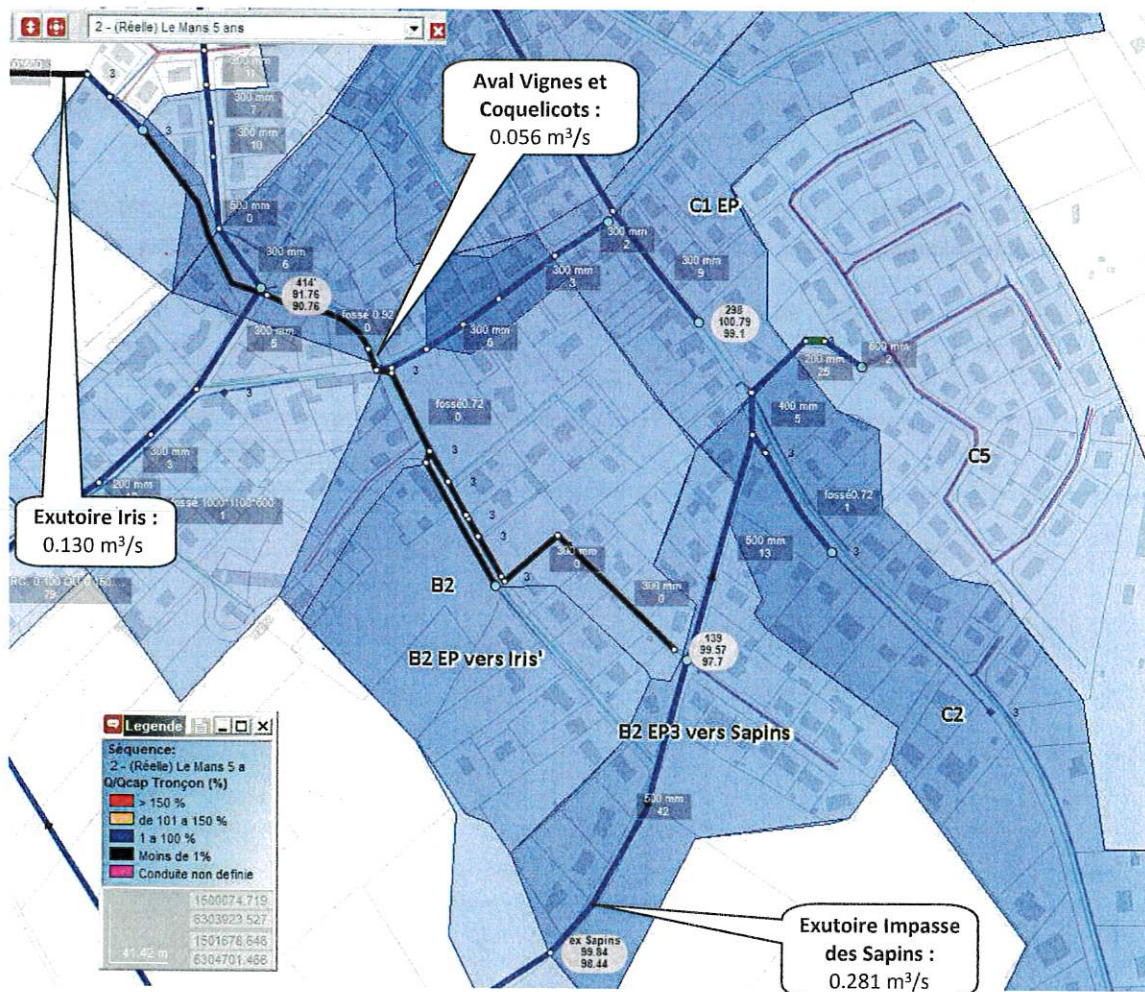 2 - (Réelle) Le Mans 5 ans
Aval Vignes et
Coquelicots :
0.056 m³/s
300 mm
7
300 mm
10
500 mm
0
300 mm
6
414'
91.76
90.76
fossé 0.92
0
300 mm
5
300 mm
6
300 mm
3
300 mm
2
C1 EP
300 mm
9
298
100.79
99.1
200 mm
25
600 mm
2
400 mm
5
C5
fossé0.72
0
fossé0.72
1
300 mm
3
200 mm
fossé 1000*1100*600
1
Exutoire Iris :
0.130 m³/s
79
B2
300 mm
0
300 mm
0
500 mm
13
B2 EP vers Iris'
139
99.57
97.7
B2 EP3 vers Sapins
C2
500 mm
42
Legende
Séquence:
2 - (Réelle) Le Mans 5 a
Q/Qcap Tronçon (%)
> 150 %
de 101 a 150 %
1 a 100 %
Moins de 1%
Conduite non definie
41.42 m
1500074.719
6303923.527
1501678.646
6304701.466
ex Sapins
99.84
98.44
Exutoire Impasse
des Sapins :
0.281 m³/s